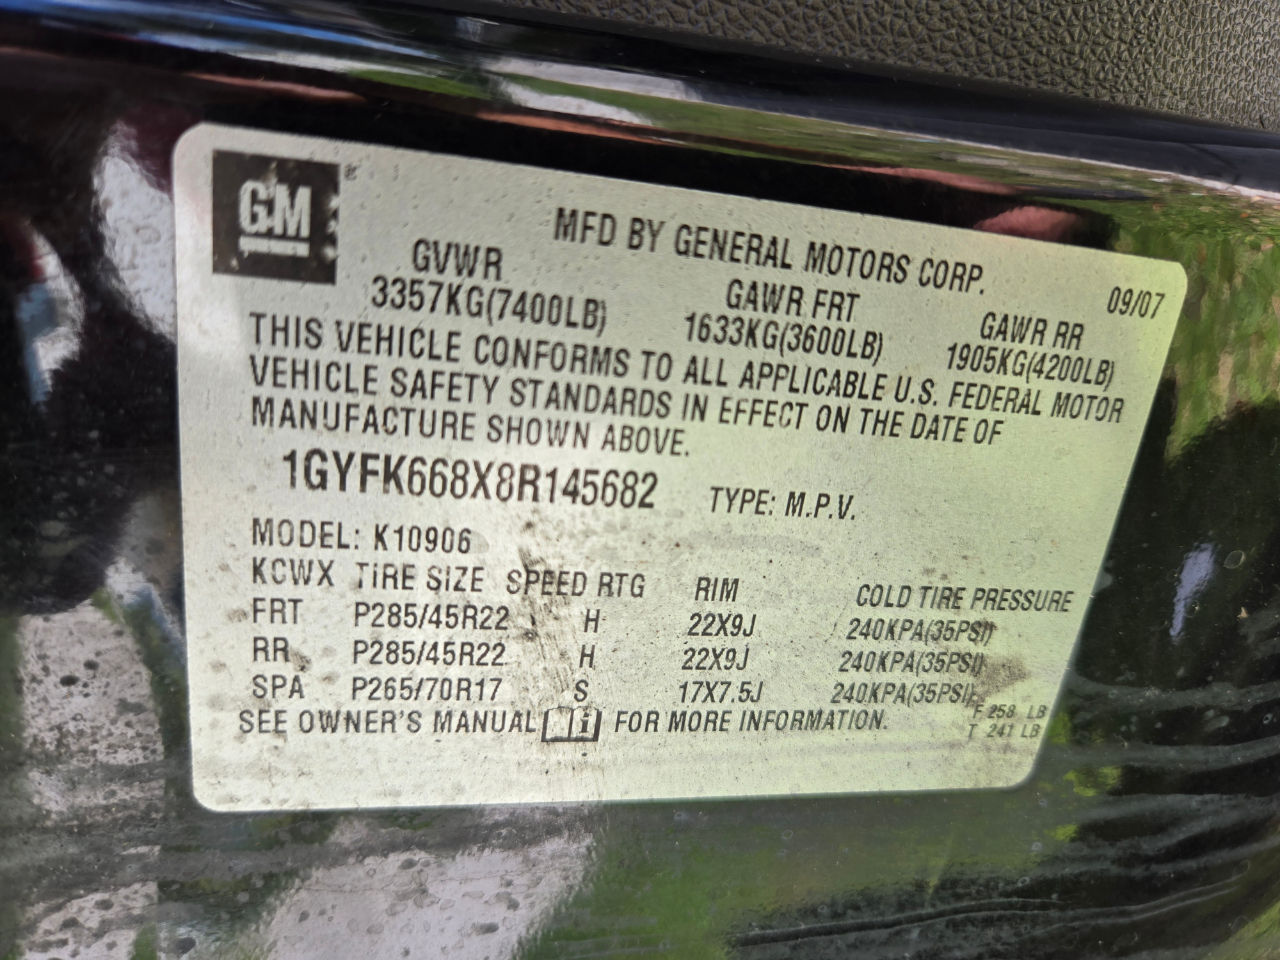 GM
MFD BY GENERAL MOTORS CORP.
09/07
GVWR GAWR FRT GAWR RR
3357KG(7400LB) 1633KG(3600LB) 1905KG(4200LB)
THIS VEHICLE CONFORMS TO ALL APPLICABLE U.S. FEDERAL MOTOR
VEHICLE SAFETY STANDARDS IN EFFECT ON THE DATE OF
MANUFACTURE SHOWN ABOVE.
1GYFK668X8R145682 TYPE: M.P.V.
MODEL: K10906
KCWX TIRE SIZE SPEED RTG RIM COLD TIRE PRESSURE
FRT P285/45R22 H 22X9J 240KPA(35PSI)
RR P285/45R22 H 22X9J 240KPA(35PSI)
SPA P265/70R17 S 17X7.5J 240KPA(35PSI)
SEE OWNER'S MANUAL i FOR MORE INFORMATION.
F 258 LB
T 241 LB